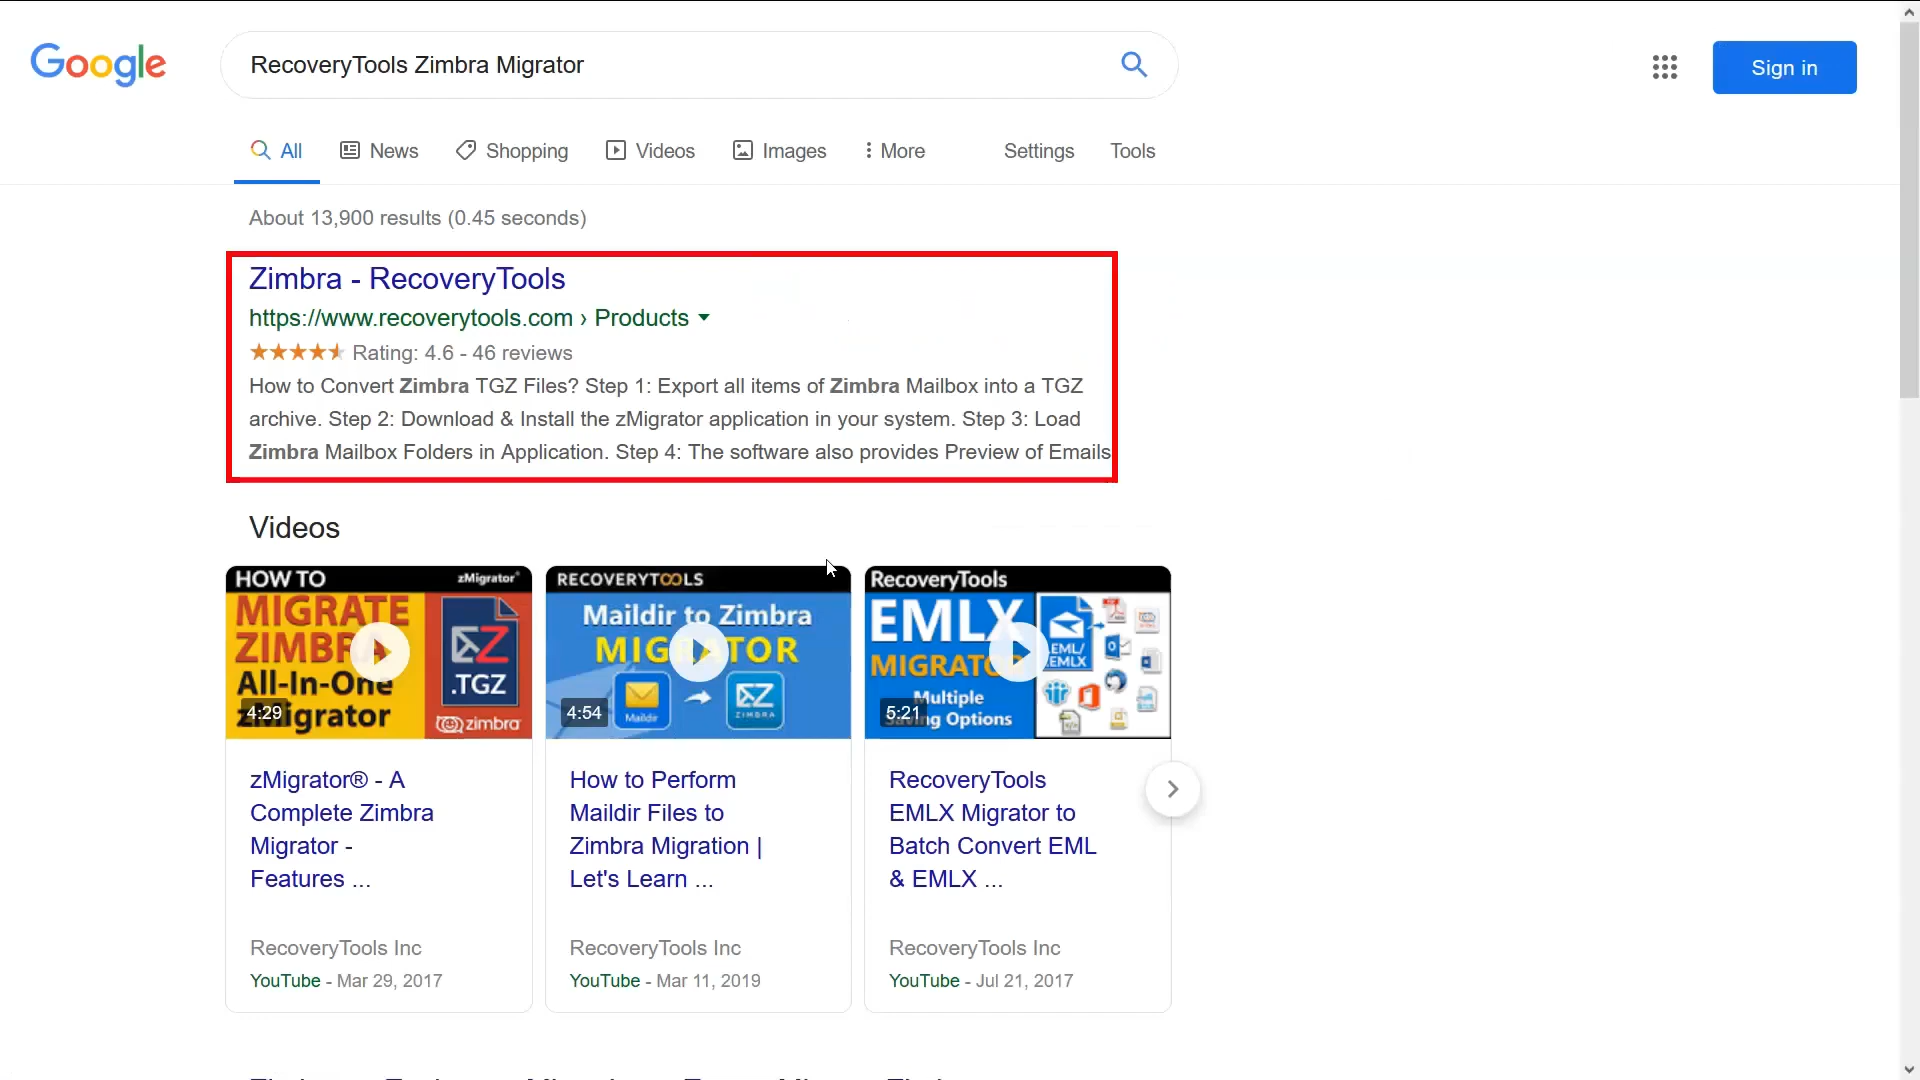 Google
RecoveryTools Zimbra Migrator
Sign in
All News Shopping Videos Images More Settings Tools
About 13,900 results (0.45 seconds)
Zimbra - RecoveryTools
https://www.recoverytools.com › Products
Rating: 4.6 - 46 reviews
How to Convert Zimbra TGZ Files? Step 1: Export all items of Zimbra Mailbox into a TGZ
archive. Step 2: Download & Install the zMigrator application in your system. Step 3: Load
Zimbra Mailbox Folders in Application. Step 4: The software also provides Preview of Emails
Videos
HOW TO zMigrator®
MIGRATE
ZIMBRA
All-In-One
zMigrator
.TGZ
zimbra
4:29
RECOVERYTOOLS
Maildir to Zimbra
MIGRATOR
Maildir
ZIMBRA
4:54
RecoveryTools
EMLX
MIGRATOR
Multiple
Saving Options
EML/
EMLX
5:21
zMigrator® - A
Complete Zimbra
Migrator -
Features ...
RecoveryTools Inc
YouTube - Mar 29, 2017
How to Perform
Maildir Files to
Zimbra Migration |
Let's Learn ...
RecoveryTools Inc
YouTube - Mar 11, 2019
RecoveryTools
EMLX Migrator to
Batch Convert EML
& EMLX ...
RecoveryTools Inc
YouTube - Jul 21, 2017